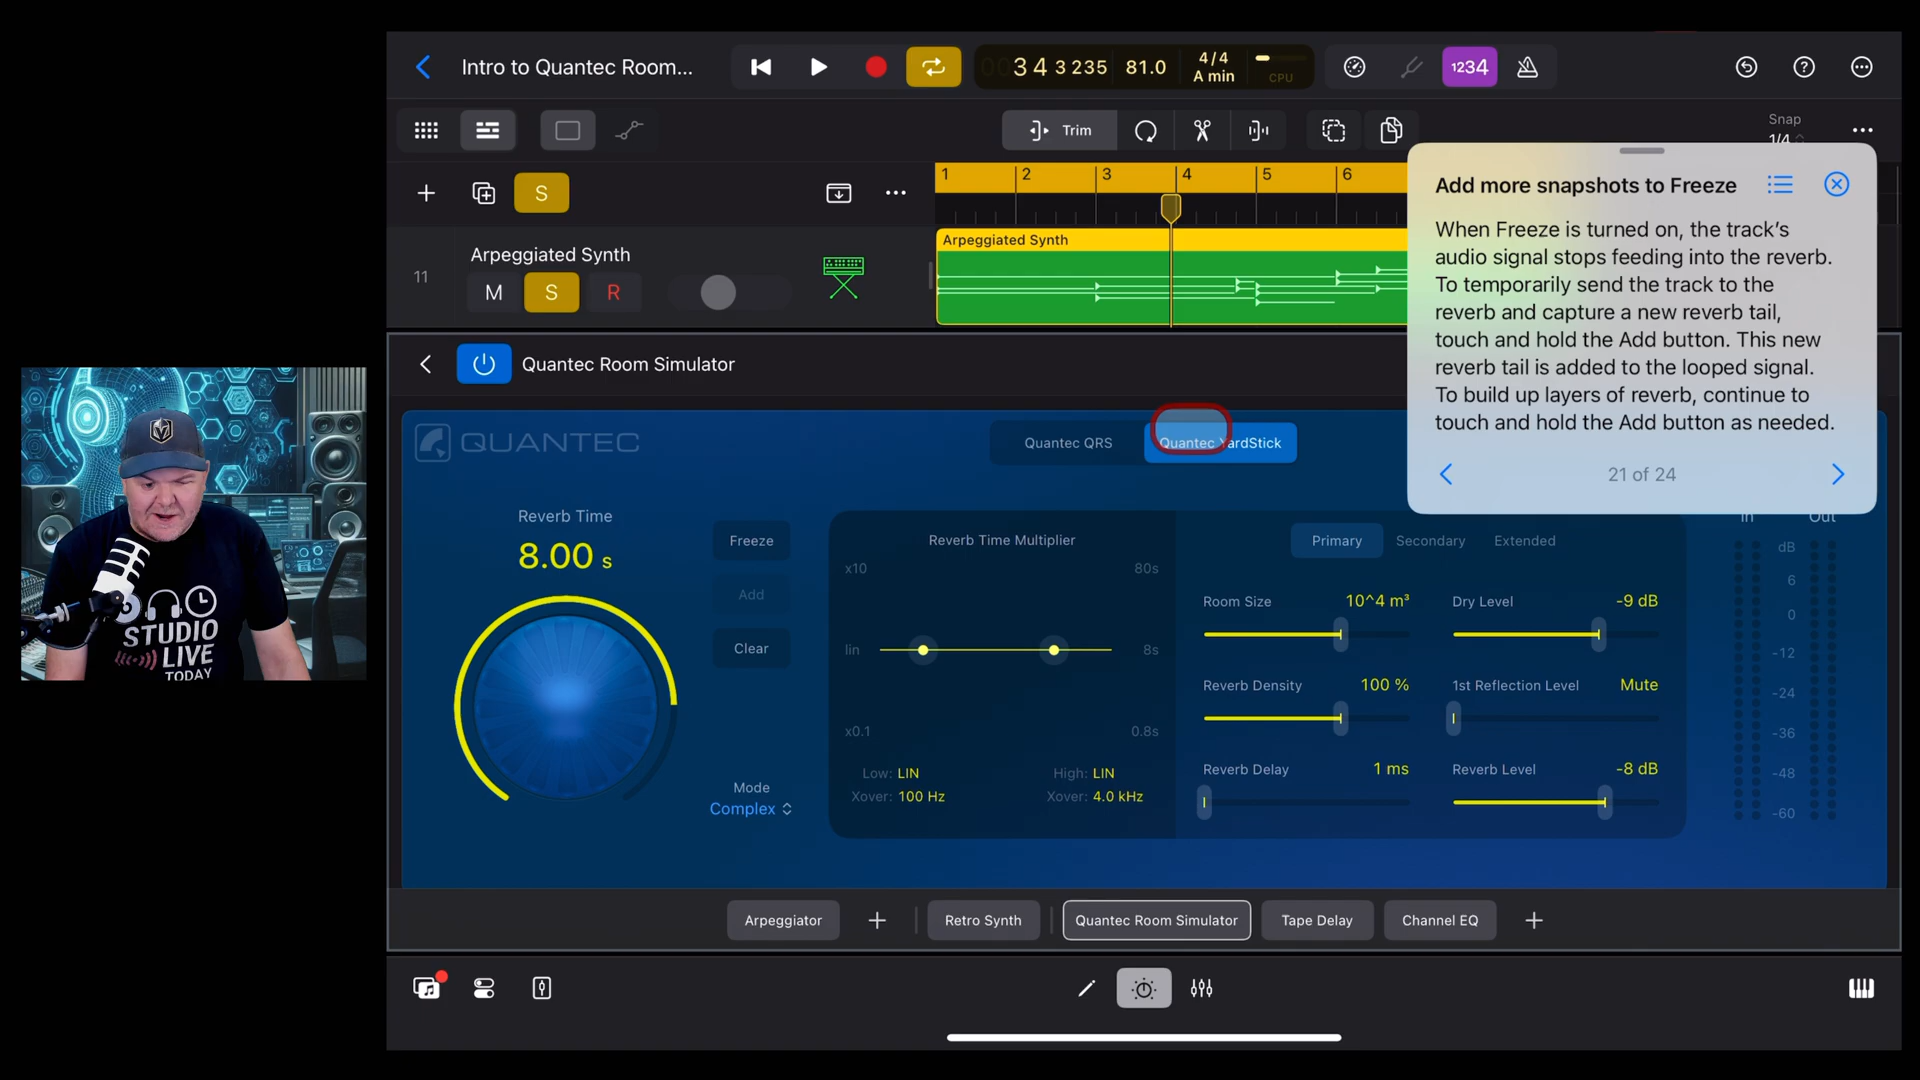 Intro to Quantec Room...
00 3 4 3 235
81.0
4/4
A min
CPU
1234
Trim
Snap
1/4
S
1 2 3 4 5 6
11
Arpeggiated Synth
M S R
Arpeggiated Synth
Add more snapshots to Freeze
When Freeze is turned on, the track's
audio signal stops feeding into the reverb.
To temporarily send the track to the
reverb and capture a new reverb tail,
touch and hold the Add button. This new
reverb tail is added to the looped signal.
To build up layers of reverb, continue to
touch and hold the Add button as needed.
21 of 24
Quantec Room Simulator
QUANTEC
Quantec QRS
Quantec YardStick
Reverb Time
8.00 s
Freeze
Add
Clear
Mode
Complex
Reverb Time Multiplier
x10 80s
lin 8s
x0.1 0.8s
Low: LIN
Xover: 100 Hz
High: LIN
Xover: 4.0 kHz
Primary Secondary Extended
Room Size 10^4 m³
Dry Level -9 dB
Reverb Density 100 %
1st Reflection Level Mute
Reverb Delay 1 ms
Reverb Level -8 dB
In Out
dB
6
0
-12
-24
-36
-48
-60
STUDIO
LIVE
TODAY
Arpeggiator
Retro Synth
Quantec Room Simulator
Tape Delay
Channel EQ